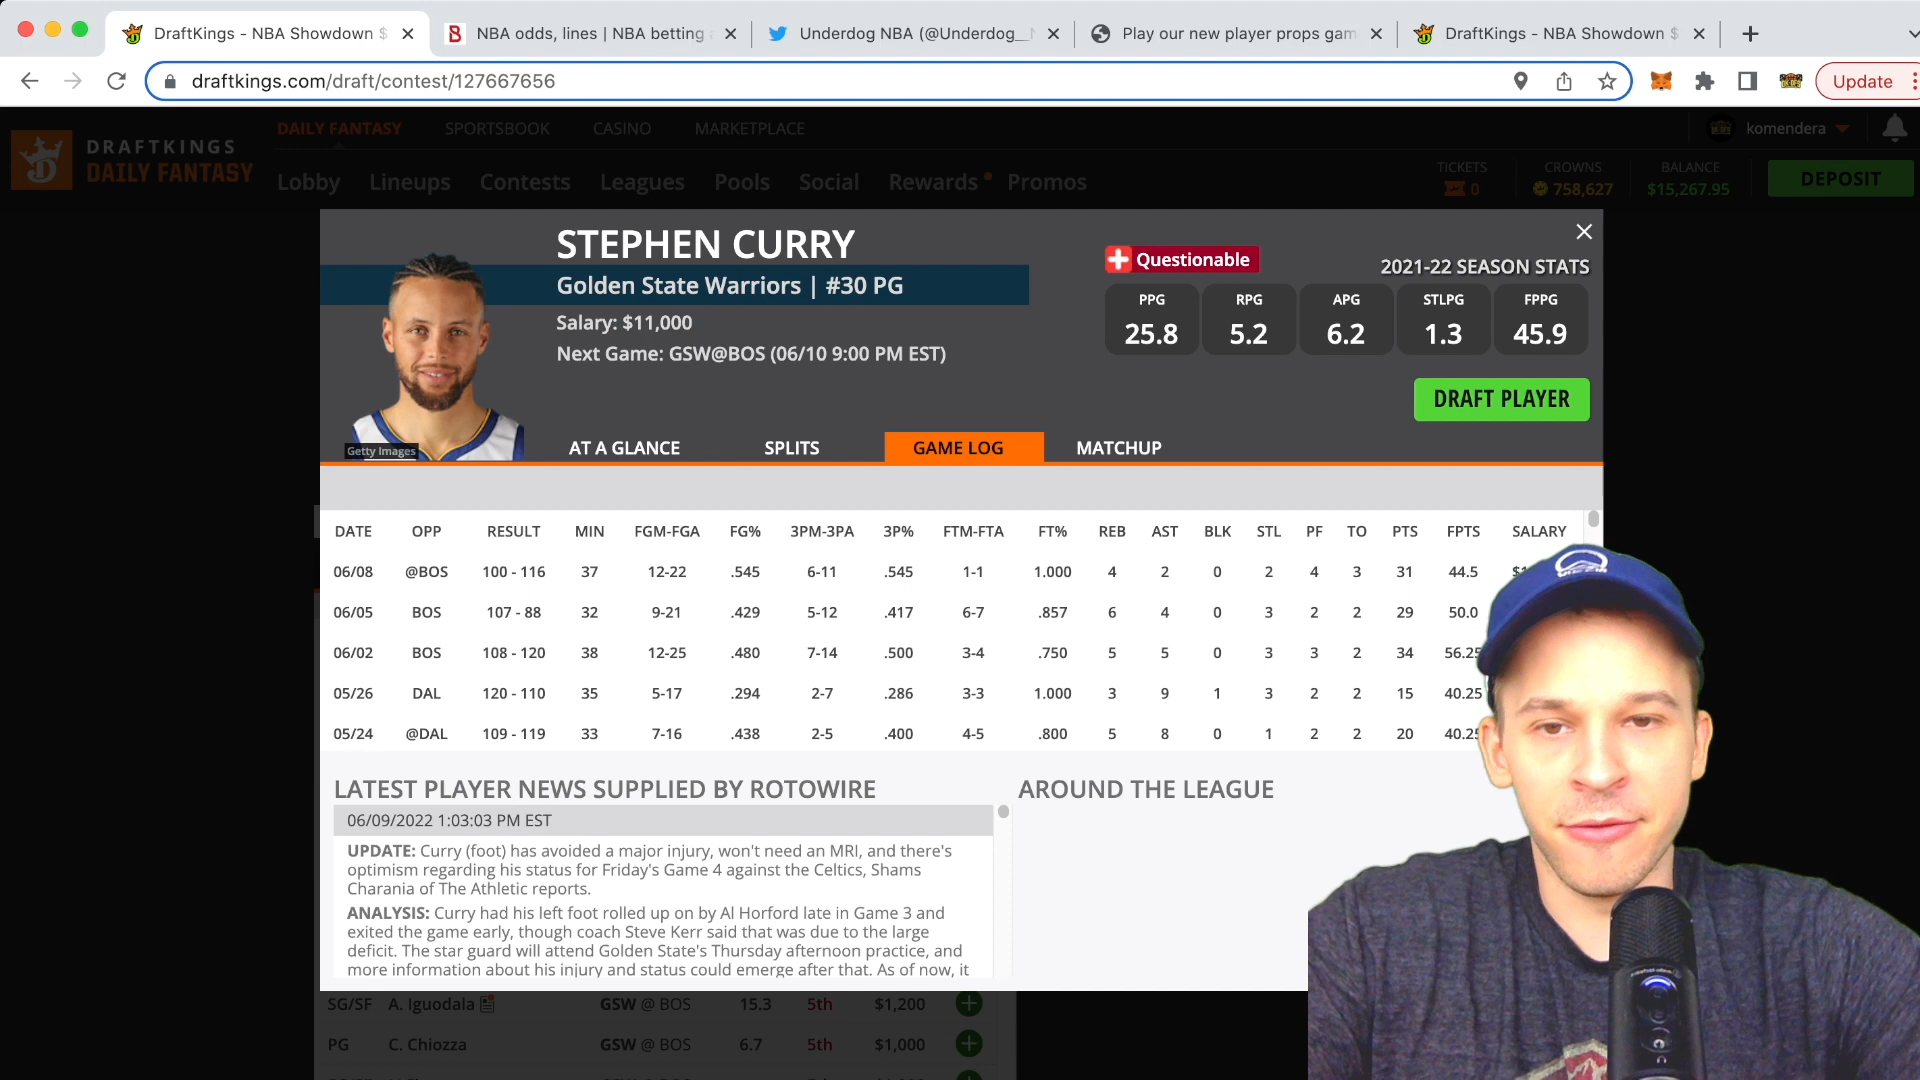 DraftKings - NBA Showdown $
NBA odds, lines | NBA betting
Underdog NBA (@Underdog__
Play our new player props gam
DraftKings - NBA Showdown $
draftkings.com/draft/contest/127667656
Update
DRAFTKINGS
DAILY FANTASY
DAILY FANTASY SPORTSBOOK CASINO MARKETPLACE
komendera
Lobby Lineups Contests Leagues Pools Social Rewards Promos
TICKETS
0
CROWNS
758,627
BALANCE
$15,267.95
DEPOSIT
STEPHEN CURRY
Golden State Warriors | #30 PG
Salary: $11,000
Next Game: GSW@BOS (06/10 9:00 PM EST)
Getty Images
Questionable
2021-22 SEASON STATS
PPG RPG APG STLPG FPPG
25.8 5.2 6.2 1.3 45.9
DRAFT PLAYER
AT A GLANCE SPLITS GAME LOG MATCHUP
DATE OPP RESULT MIN FGM-FGA FG% 3PM-3PA 3P% FTM-FTA FT% REB AST BLK STL PF TO PTS FPTS SALARY
06/08 @BOS 100 - 116 37 12-22 .545 6-11 .545 1-1 1.000 4 2 0 2 4 3 31 44.5
06/05 BOS 107 - 88 32 9-21 .429 5-12 .417 6-7 .857 6 4 0 3 2 2 29 50.0
06/02 BOS 108 - 120 38 12-25 .480 7-14 .500 3-4 .750 5 5 0 3 3 2 34 56.25
05/26 DAL 120 - 110 35 5-17 .294 2-7 .286 3-3 1.000 3 9 1 3 2 2 15 40.25
05/24 @DAL 109 - 119 33 7-16 .438 2-5 .400 4-5 .800 5 8 0 1 2 2 20 40.25
LATEST PLAYER NEWS SUPPLIED BY ROTOWIRE
06/09/2022 1:03:03 PM EST
UPDATE: Curry (foot) has avoided a major injury, won't need an MRI, and there's
optimism regarding his status for Friday's Game 4 against the Celtics, Shams
Charania of The Athletic reports.
ANALYSIS: Curry had his left foot rolled up on by Al Horford late in Game 3 and
exited the game early, though coach Steve Kerr said that was due to the large
deficit. The star guard will attend Golden State's Thursday afternoon practice, and
more information about his injury and status could emerge after that. As of now, it
AROUND THE LEAGUE
SG/SF A. Iguodala GSW @ BOS 15.3 5th $1,200
PG C. Chiozza GSW @ BOS 6.7 5th $1,000